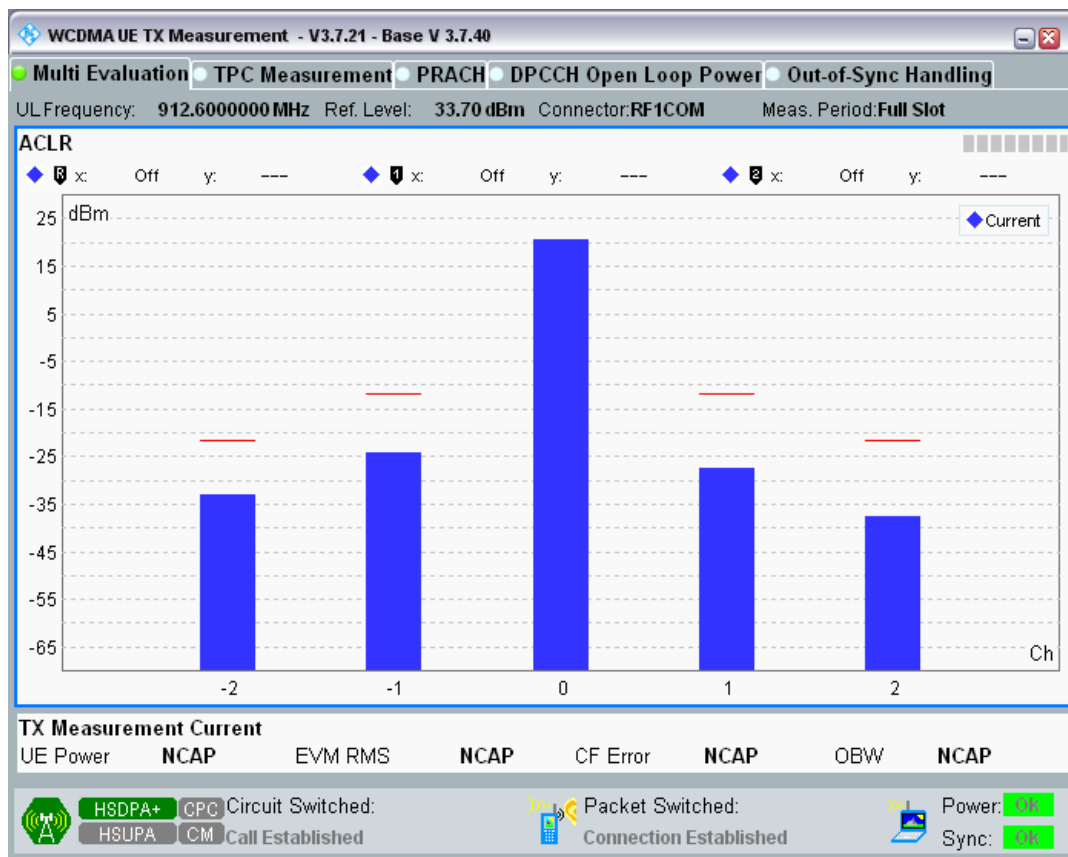 WCDMA UE TX Measurement - V3.7.21 - Base V 3.7.40
Multi Evaluation TPC Measurement PRACH DPCCH Open Loop Power Out-of-Sync Handling
UL Frequency: 912.6000000 MHz Ref. Level: 33.70 dBm Connector:RF1COM Meas. Period:Full Slot
ACLR
R x: Off y: --- 1 x: Off y: --- 2 x: Off y: ---
dBm
Current
25
15
5
-5
-15
-25
-35
-45
-55
-65
Ch
-2 -1 0 1 2
TX Measurement Current
UE Power NCAP EVM RMS NCAP CF Error NCAP OBW NCAP
HSDPA+ CPC Circuit Switched: Packet Switched: Power: OK
HSUPA CM Call Established Connection Established Sync: OK